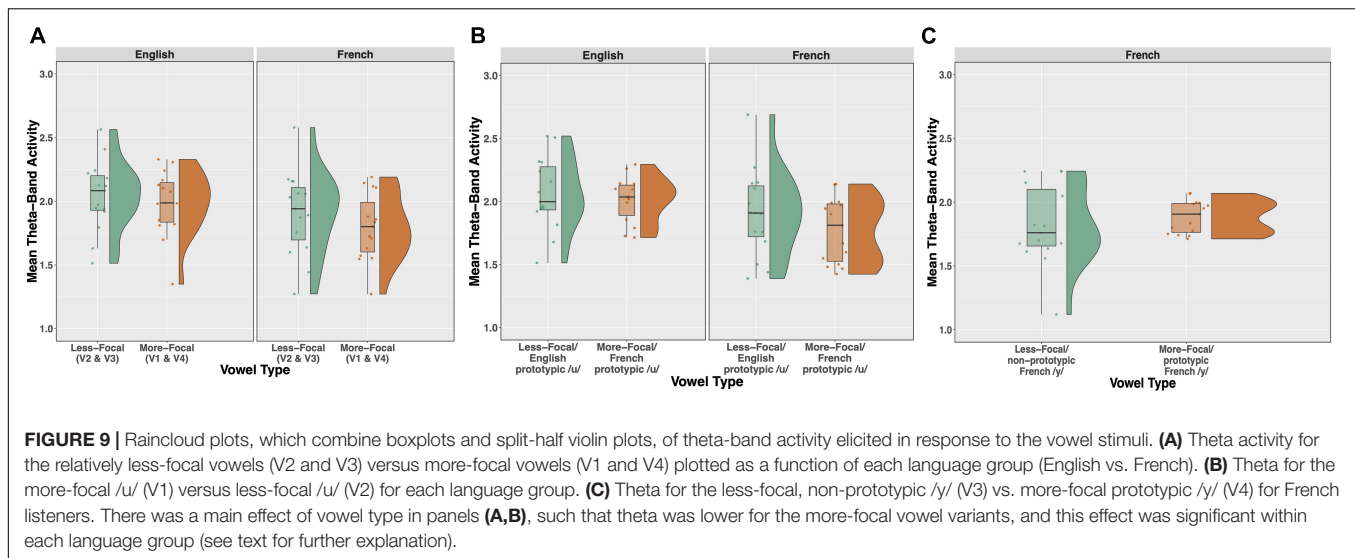 A
B
C
English
French
English
French
French
Mean Theta−Band Activity
3.0
2.5
2.0
1.5
1.0
Less−Focal
(V2 & V3)
More−Focal
(V1 & V4)
Less−Focal
(V2 & V3)
More−Focal
(V1 & V4)
Vowel Type
Mean Theta−Band Activity
3.0
2.5
2.0
1.5
1.0
Less−Focal/
English
prototypic /u/
More−Focal/
French
prototypic /u/
Less−Focal/
English
prototypic /u/
More−Focal/
French
prototypic /u/
Vowel Type
Mean Theta−Band Activity
3.0
2.5
2.0
1.5
1.0
Less−Focal/
non−prototypic
French /y/
More−Focal/
prototypic
French /y/
Vowel Type
FIGURE 9 | Raincloud plots, which combine boxplots and split-half violin plots, of theta-band activity elicited in response to the vowel stimuli. (A) Theta activity for
the relatively less-focal vowels (V2 and V3) versus more-focal vowels (V1 and V4) plotted as a function of each language group (English vs. French). (B) Theta for the
more-focal /u/ (V1) versus less-focal /u/ (V2) for each language group. (C) Theta for the less-focal, non-prototypic /y/ (V3) vs. more-focal prototypic /y/ (V4) for French
listeners. There was a main effect of vowel type in panels (A,B), such that theta was lower for the more-focal vowel variants, and this effect was significant within
each language group (see text for further explanation).